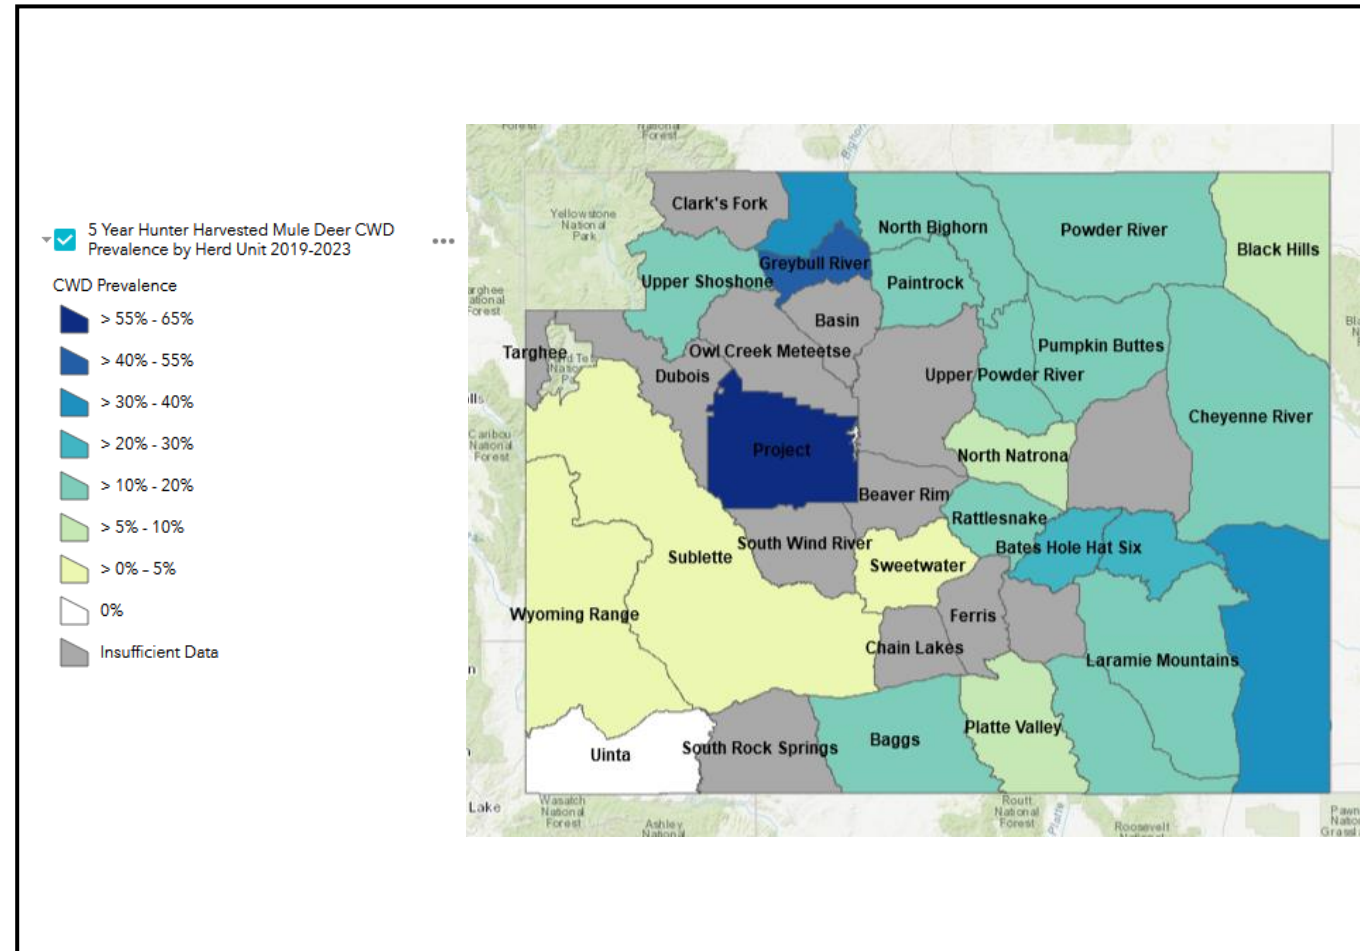 5 Year Hunter Harvested Mule Deer CWD
Prevalence by Herd Unit 2019-2023
CWD Prevalence
> 55% - 65%
> 40% - 55%
> 30% - 40%
> 20% - 30%
> 10% - 20%
> 5% - 10%
> 0% - 5%
0%
Insufficient Data
Forest
National
Forest
Bighorn
Clark's Fork
Yellowstone
National
Park
North Bighorn
Powder River
Black Hills
Greybull River
Upper Shoshone
Paintrock
Basin
Targhee
Owl Creek Meteetse
Dubois
Pumpkin Buttes
Upper Powder River
Cheyenne River
Caribou
National
Forest
Project
North Natrona
Beaver Rim
Rattlesnake
South Wind River
Bates Hole Hat Six
Sublette
Sweetwater
Wyoming Range
Ferris
Chain Lakes
Laramie Mountains
Platte Valley
Baggs
South Rock Springs
Uinta
Lake
Wasatch
National
Forest
Ashley
National
Routt
National
Forest
Platte
Roosevelt